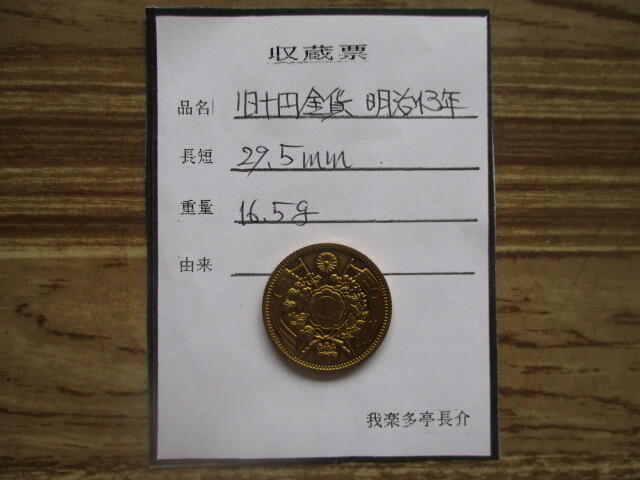 収蔵票
品名 旧十円金貨 明治43年
長短 29.5mm
重量 16.5g
由来
我楽多亭長介